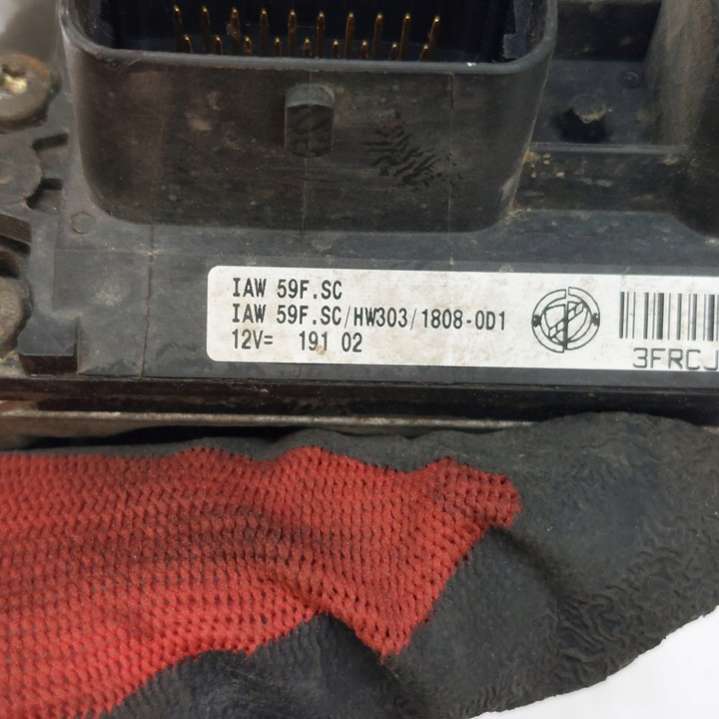 IAW 59F.SC
IAW 59F.SC/HW303/1808-0D1
12V= 191 02
3FRCJ